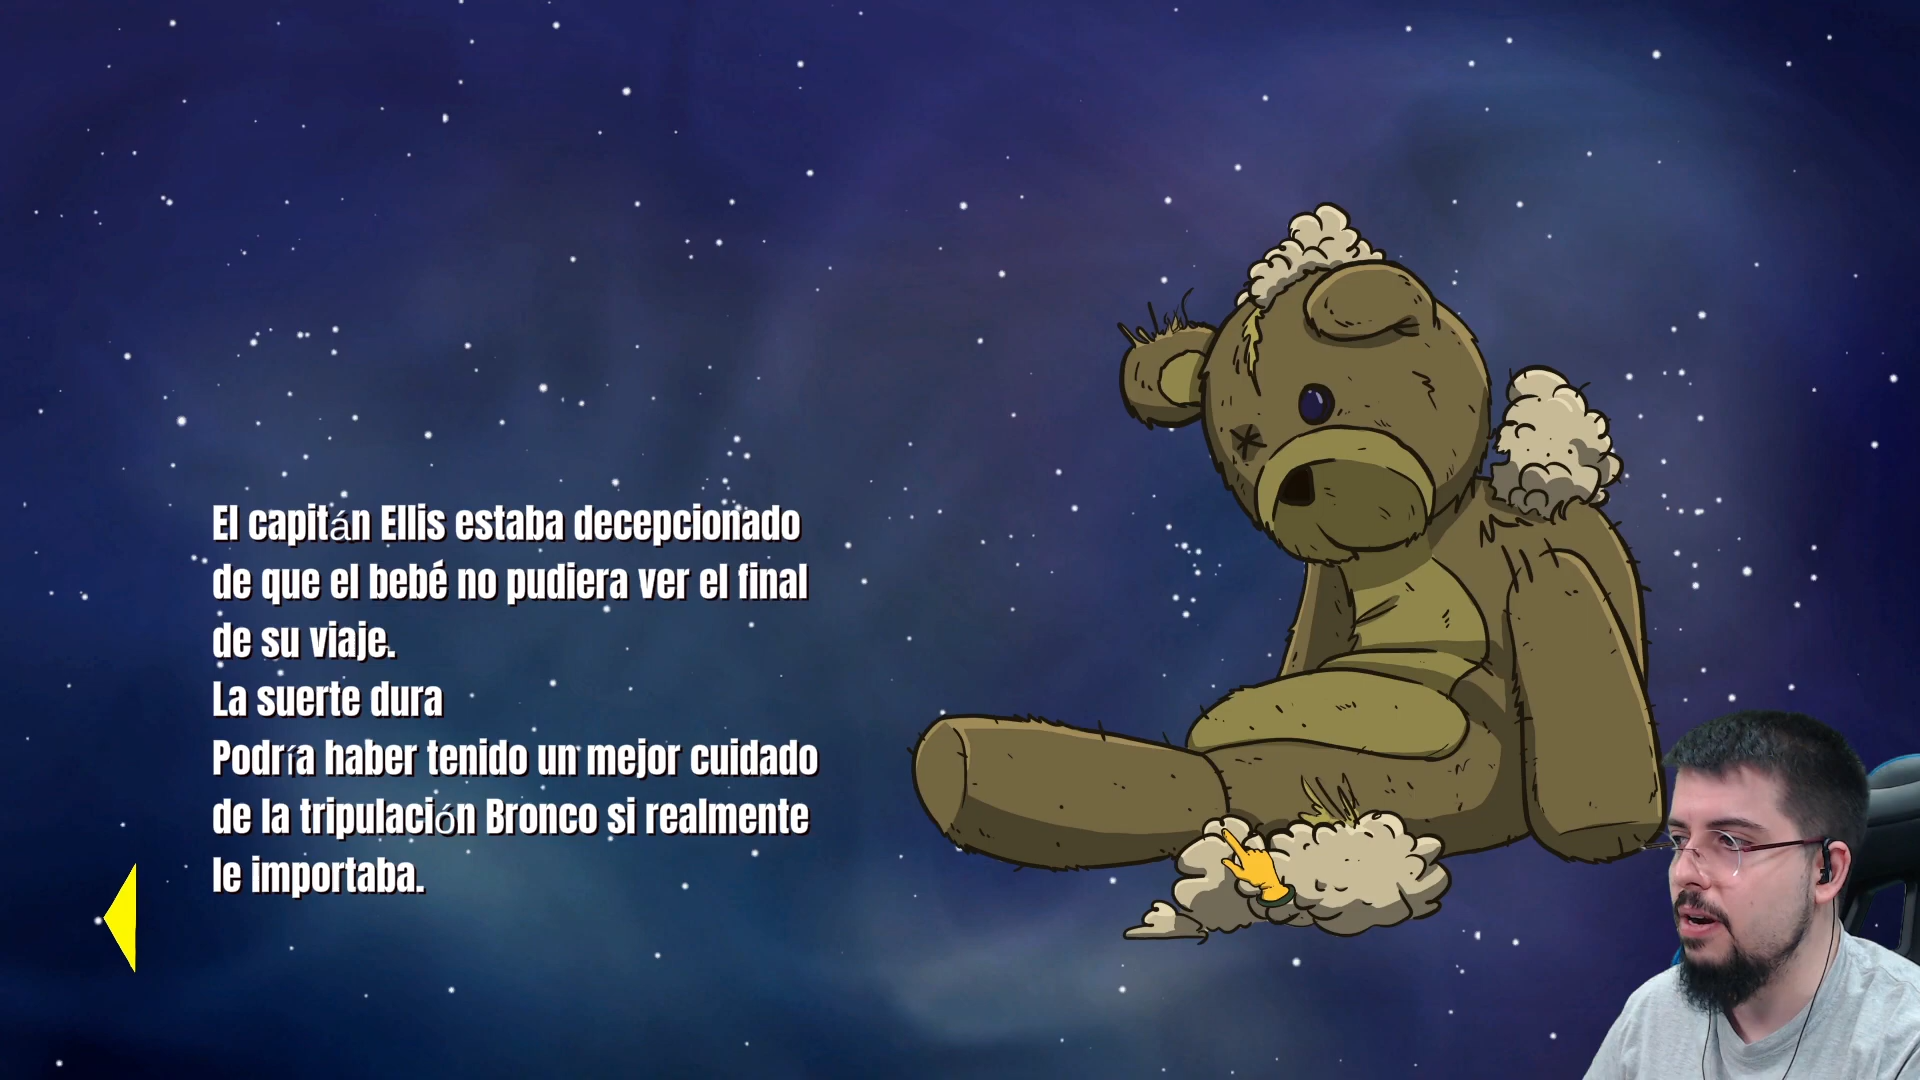 El capitán Ellis estaba decepcionado
de que el bebé no pudiera ver el final
de su viaje.
La suerte dura
Podría haber tenido un mejor cuidado
de la tripulación Bronco si realmente
le importaba.